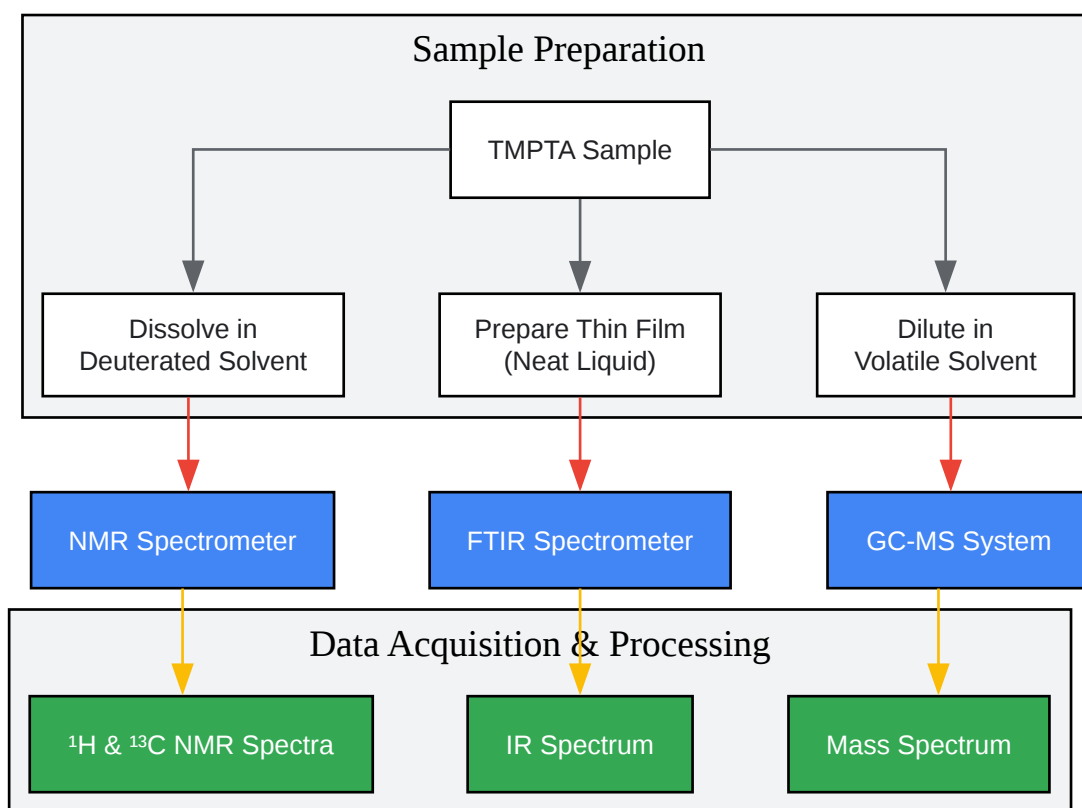 Sample Preparation
TMPTA Sample
Dissolve in
Deuterated Solvent
Prepare Thin Film
(Neat Liquid)
Dilute in
Volatile Solvent
NMR Spectrometer
FTIR Spectrometer
GC-MS System
Data Acquisition & Processing
¹H & ¹³C NMR Spectra
IR Spectrum
Mass Spectrum